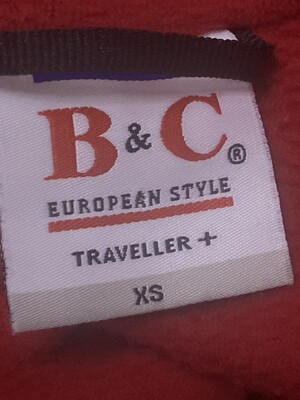 B & C ®
EUROPEAN STYLE
TRAVELLER +
XS